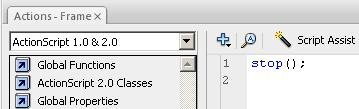 Actions - Frame ×
ActionScript 1.0 & 2.0
Script Assist
Global Functions
ActionScript 2.0 Classes
Global Properties
1 stop();
2